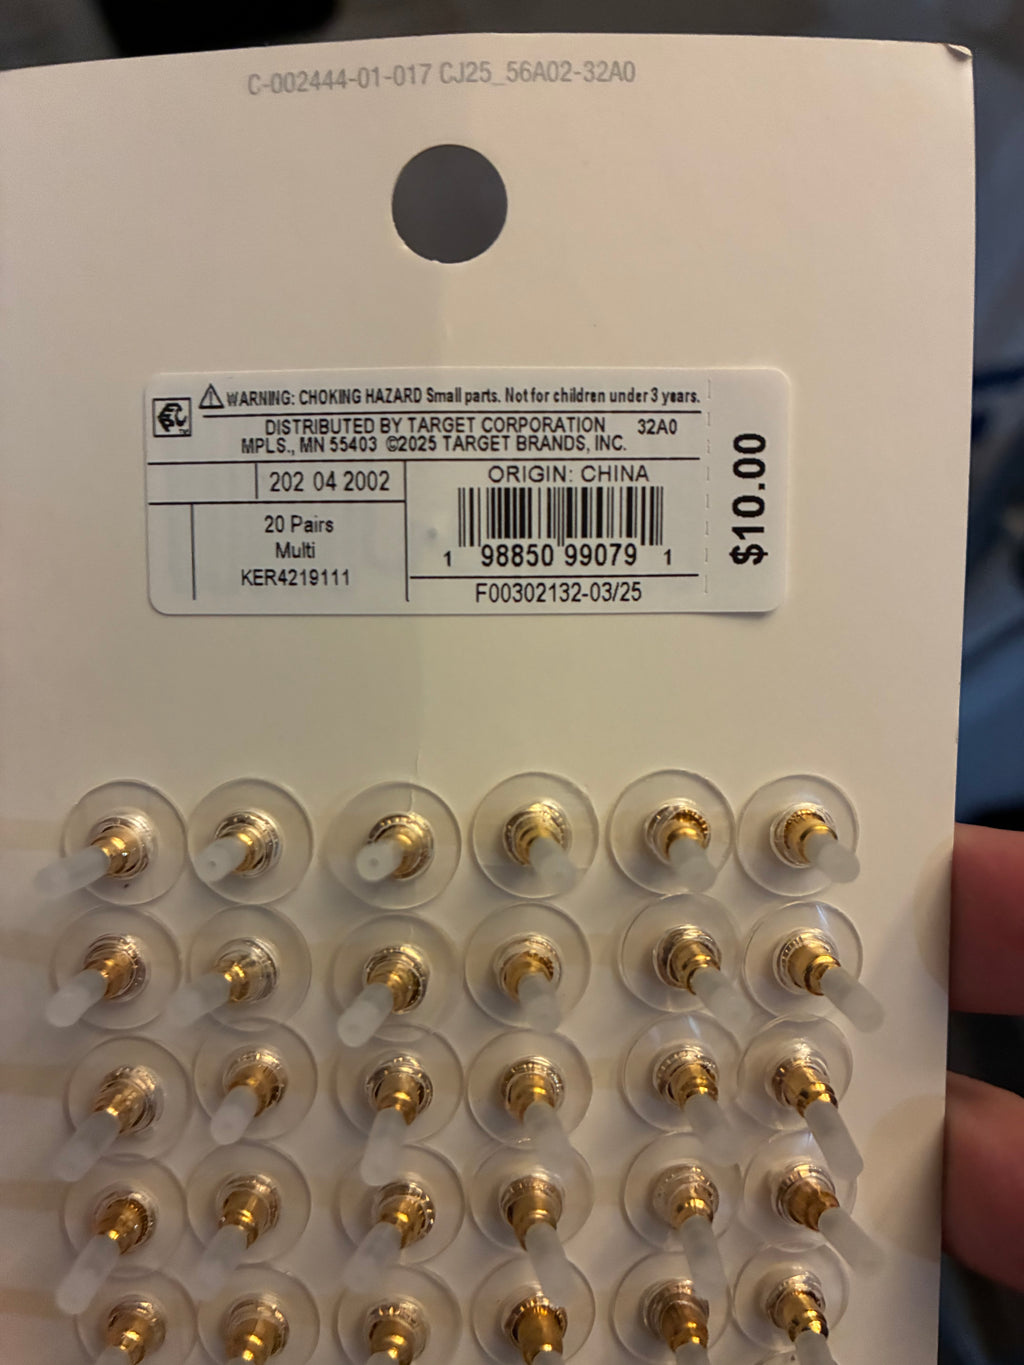 C-002444-01-017 CJ25_56A02-32A0
WARNING: CHOKING HAZARD Small parts. Not for children under 3 years.
DISTRIBUTED BY TARGET CORPORATION 32A0
MPLS., MN 55403 ©2025 TARGET BRANDS, INC.
202 04 2002
ORIGIN: CHINA
20 Pairs
Multi
KER4219111
1 98850 99079 1
F00302132-03/25
$10.00